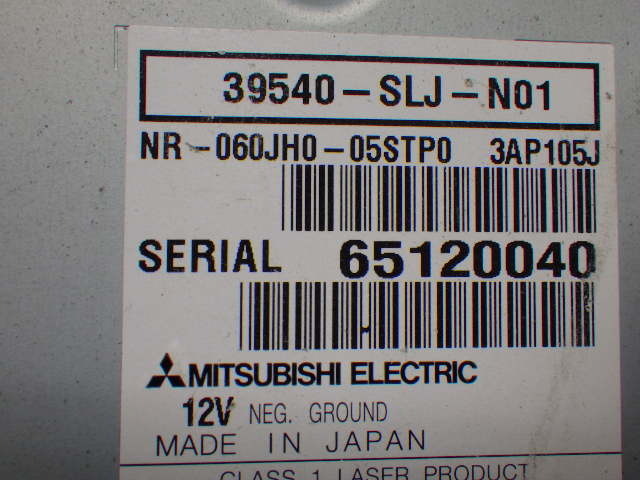 39540-SLJ-N01
NR-060JH0-05STP0 3AP105J
SERIAL 65120040
MITSUBISHI ELECTRIC
12V NEG. GROUND
MADE IN JAPAN
CLASS 1 LASER PRODUCT